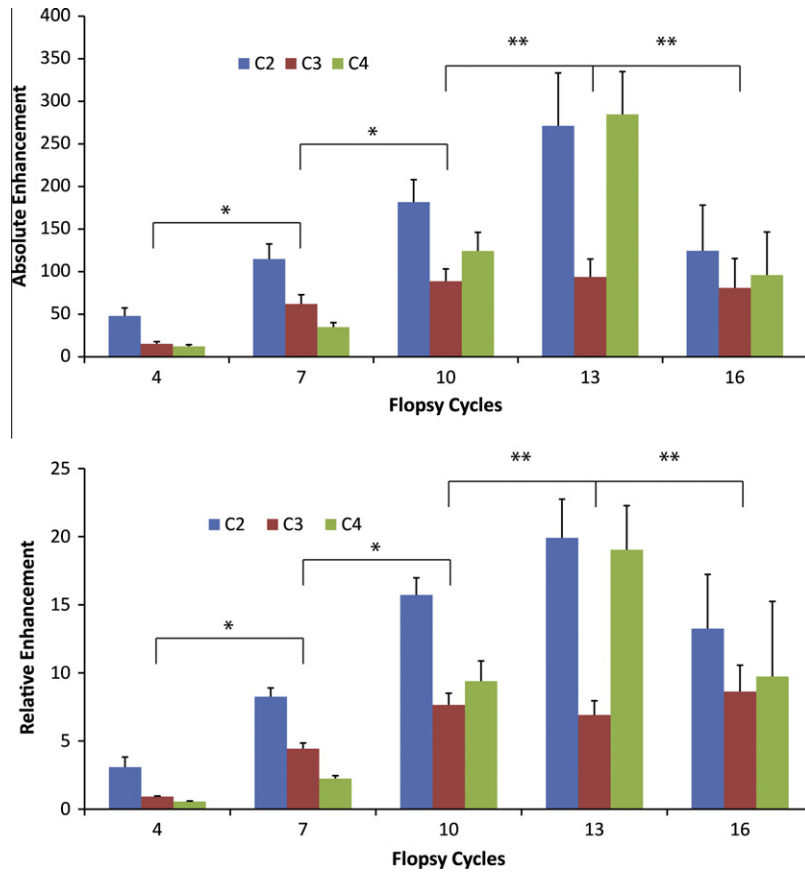 400
350
300
250
200
150
100
50
0
Absolute Enhancement
C2 C3 C4
*
*
**
**
4 7 10 13 16
Flopsy Cycles
25
20
15
10
5
0
Relative Enhancement
C2 C3 C4
*
*
**
**
4 7 10 13 16
Flopsy Cycles